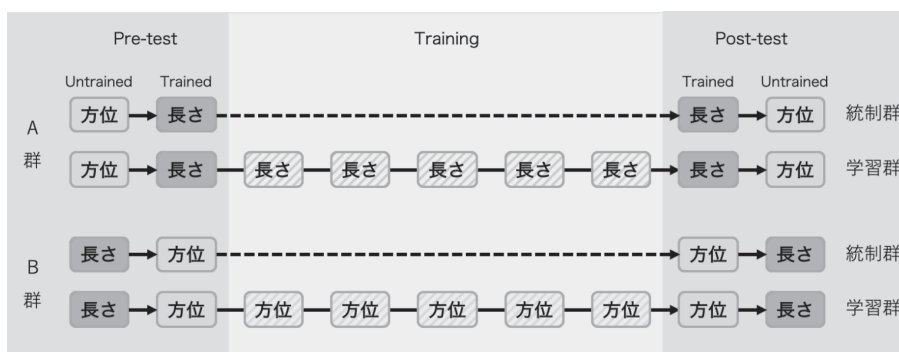 Pre-test Training Post-test
Untrained Trained Trained Untrained
方位 長さ 長さ 方位 統制群
A群
方位 長さ 長さ 長さ 長さ 長さ 長さ 長さ 方位 学習群
長さ 方位 方位 長さ 統制群
B群
長さ 方位 方位 方位 方位 方位 方位 方位 長さ 学習群